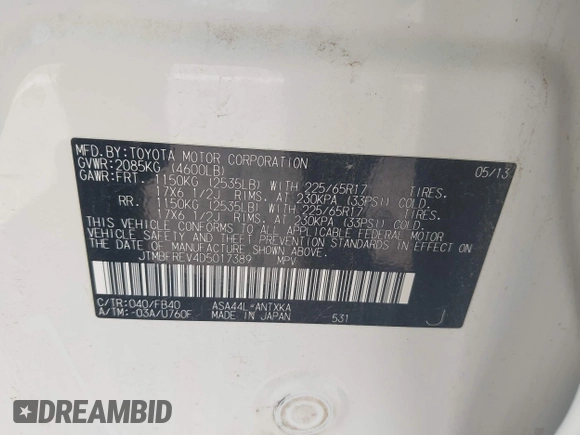 MFD.BY:TOYOTA MOTOR CORPORATION 05/13
GVWR:2085KG (4600LB)
GAWR:FRT. 1150KG (2535LB) WITH 225/65R17 TIRES.
17X6 1/2J RIMS. AT 230KPA (33PSI) COLD.
RR. 1150KG (2535LB) WITH 225/65R17 TIRES.
17X6 1/2J RIMS. AT 230KPA (33PSI) COLD.
THIS VEHICLE CONFORMS TO ALL APPLICABLE FEDERAL MOTOR
VEHICLE SAFETY AND THEFT PREVENTION STANDARDS IN EFFECT
ON THE DATE OF MANUFACTURE SHOWN ABOVE.
JTMBFREV4D5017389 MPV
C/TR:040/FB40 ASA44L-ANTXKA
A/TM:-03A/U760F MADE IN JAPAN 531 J
DREAMBID